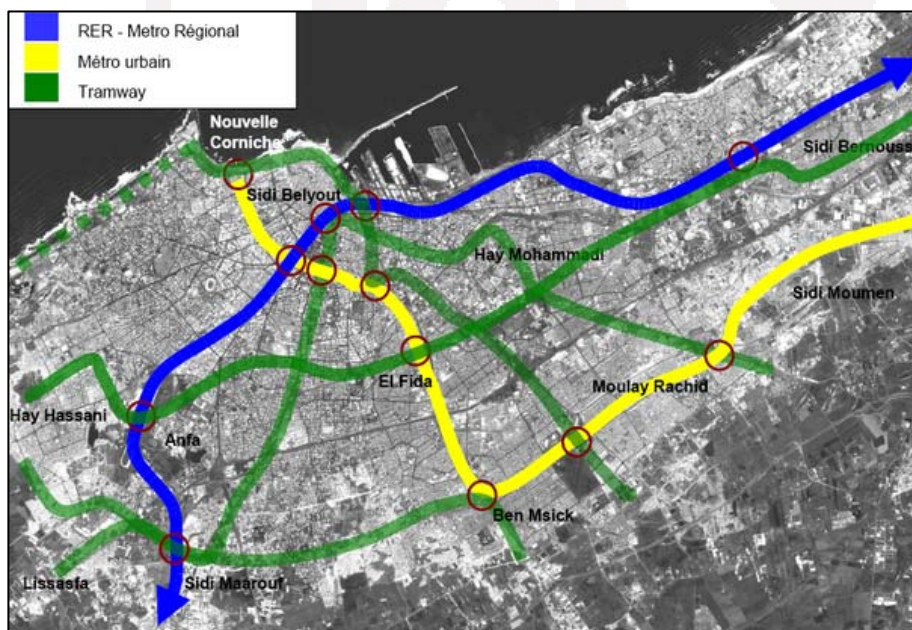 RER - Metro Régional
Métro urbain
Tramway
Nouvelle
Corniche
Sidi Belyout
Sidi Bernouss
Hay Mohammadi
Sidi Moumen
El Fida
Moulay Rachid
Hay Hassani
Anfa
Ben Msick
Lissasfa
Sidi Maarouf